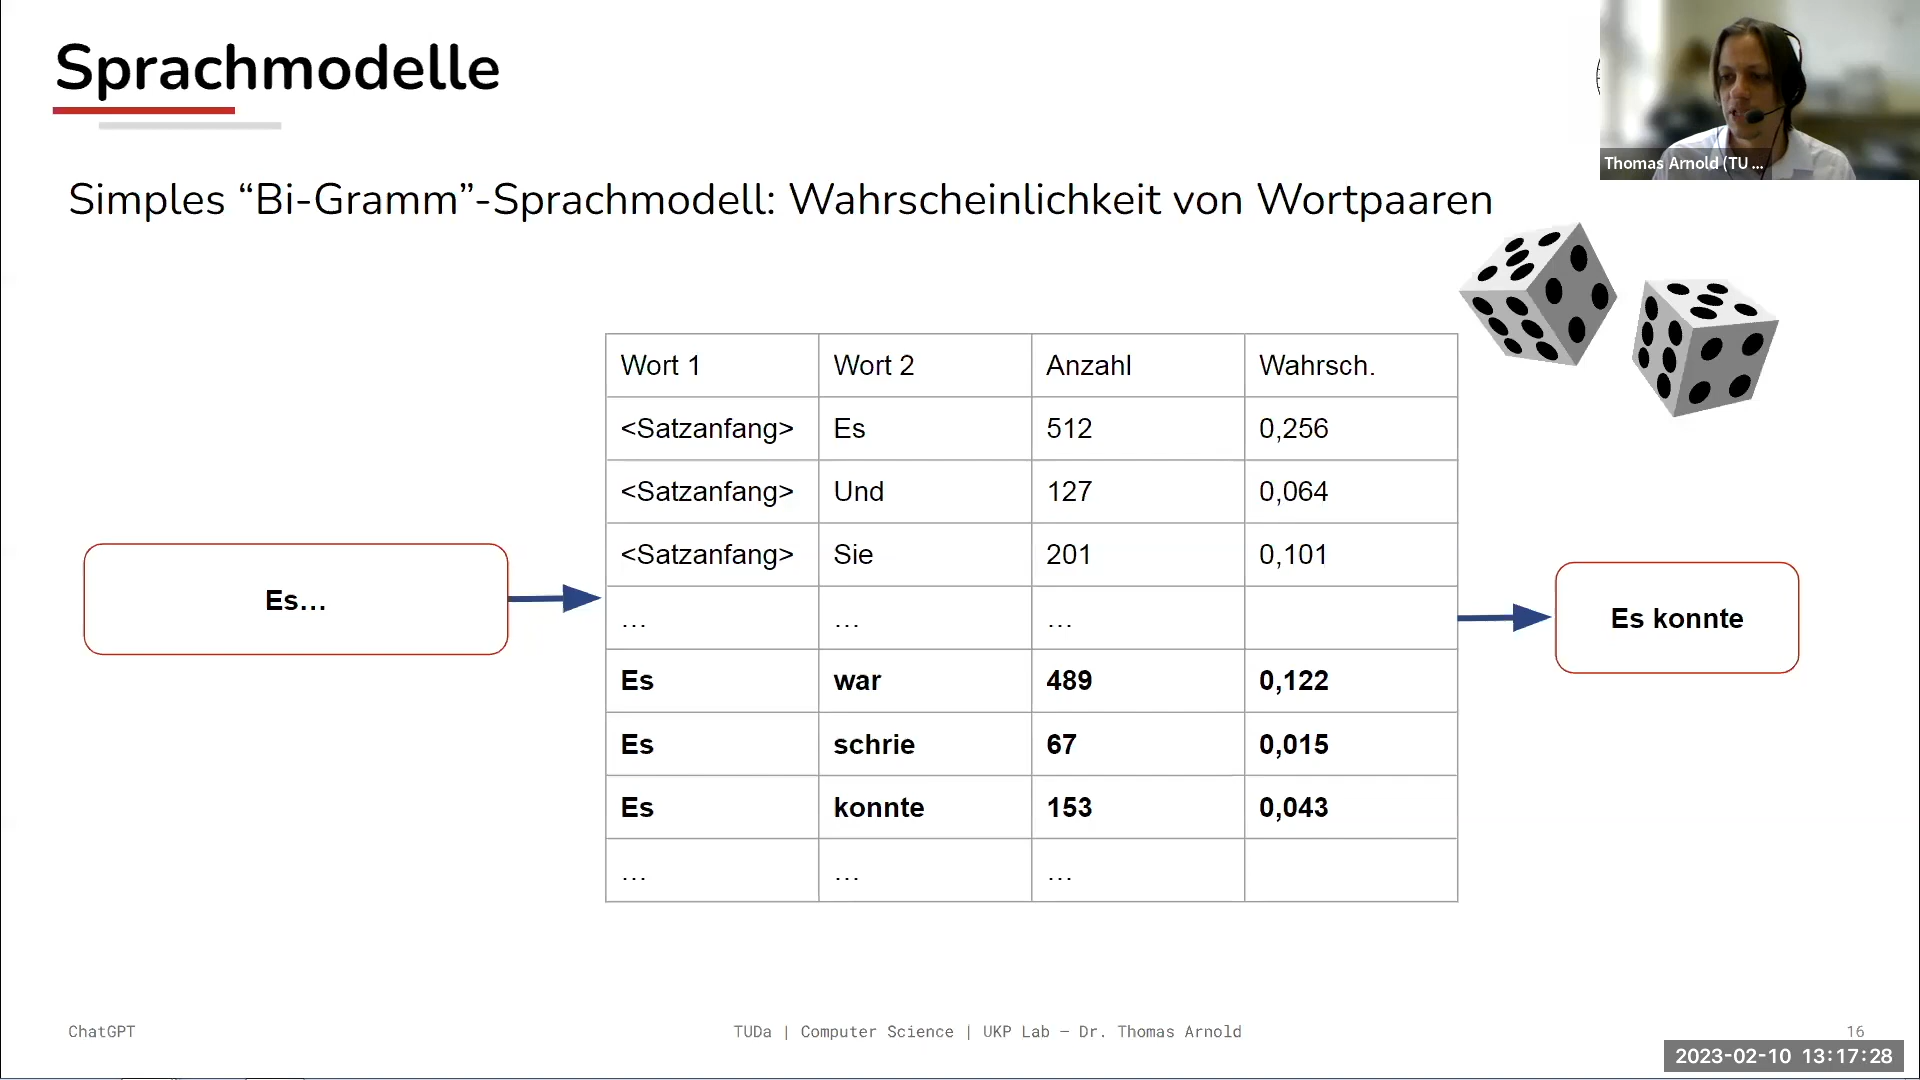 Sprachmodelle
Thomas Arnold (TU ...
Simples “Bi-Gramm”-Sprachmodell: Wahrscheinlichkeit von Wortpaaren
Wort 1 Wort 2 Anzahl Wahrsch.
<Satzanfang> Es 512 0,256
<Satzanfang> Und 127 0,064
<Satzanfang> Sie 201 0,101
… … …
Es war 489 0,122
Es schrie 67 0,015
Es konnte 153 0,043
… … …
Es…
Es konnte
ChatGPT
TUDa | Computer Science | UKP Lab – Dr. Thomas Arnold
16
2023-02-10 13:17:28